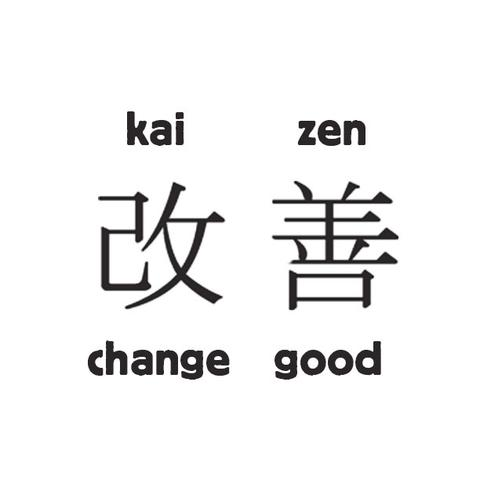 kai zen
改善
change good